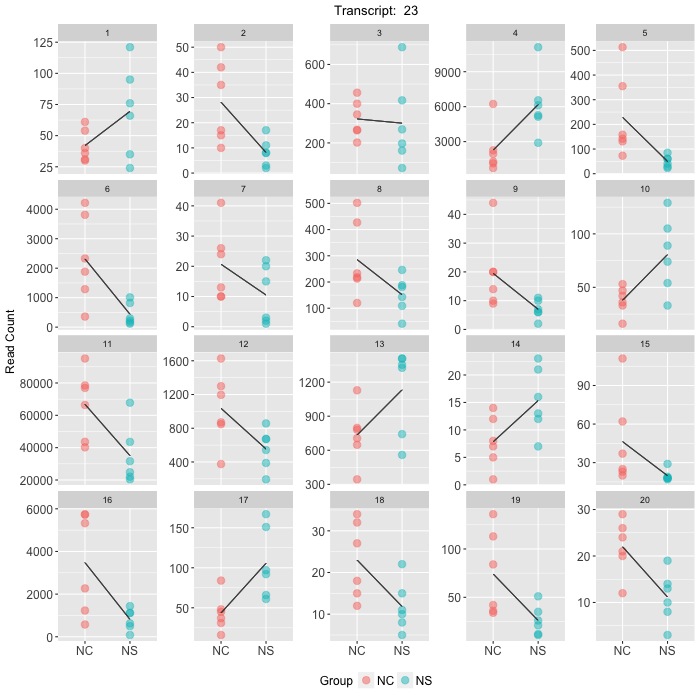 Transcript: 23
1 2 3 4 5
125 100 75 50 25
50 40 30 20 10 0
600 400 200
9000 6000 3000
500 400 300 200 100 0
6 7 8 9 10
4000 3000 2000 1000 0
40 30 20 10 0
500 400 300 200 100
40 30 20 10 0
100 50
Read Count
11 12 13 14 15
80000 60000 40000 20000
1600 1200 800 400
1200 900 600 300
20 15 10 5 0
90 60 30
16 17 18 19 20
6000 4000 2000 0
150 100 50
30 20 10
100 50
30 20 10
NC NS NC NS NC NS NC NS NC NS
Group NC NS